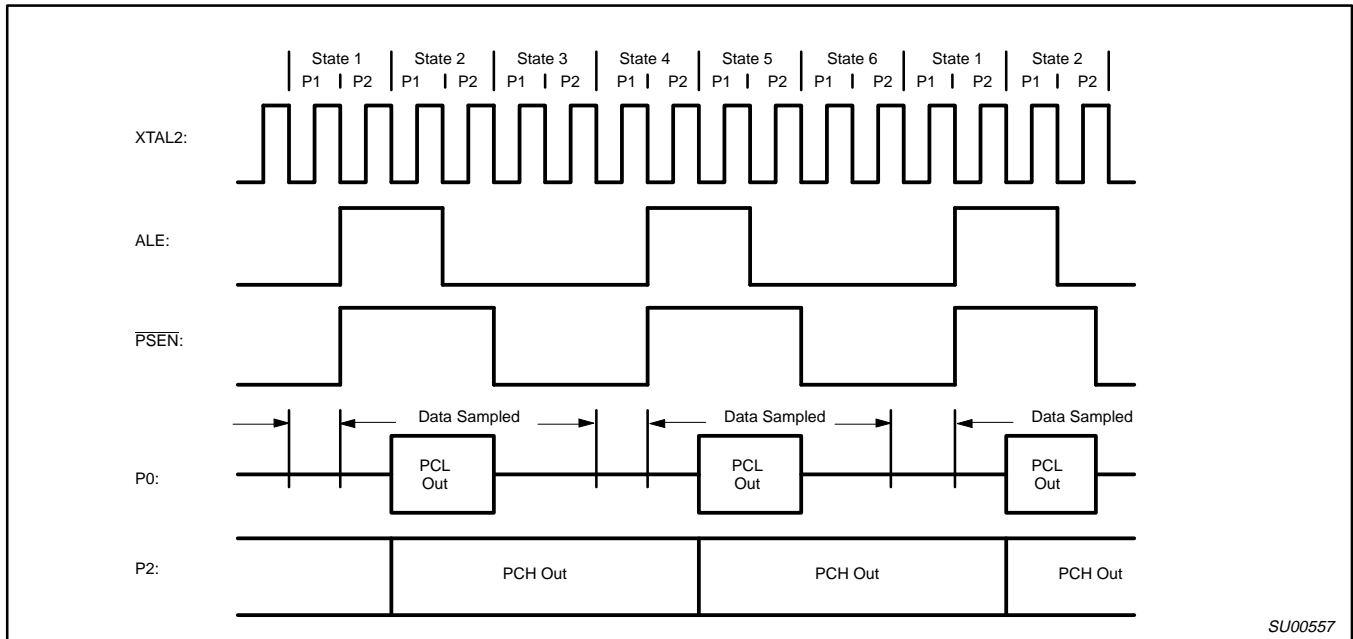 State 1 State 2 State 3 State 4 State 5 State 6 State 1 State 2
P1 P2 P1 P2 P1 P2 P1 P2 P1 P2 P1 P2 P1 P2 P1 P2
XTAL2:
ALE:
PSEN:
Data Sampled Data Sampled Data Sampled
P0:
PCL Out PCL Out PCL Out
P2:
PCH Out PCH Out PCH Out
SU00557